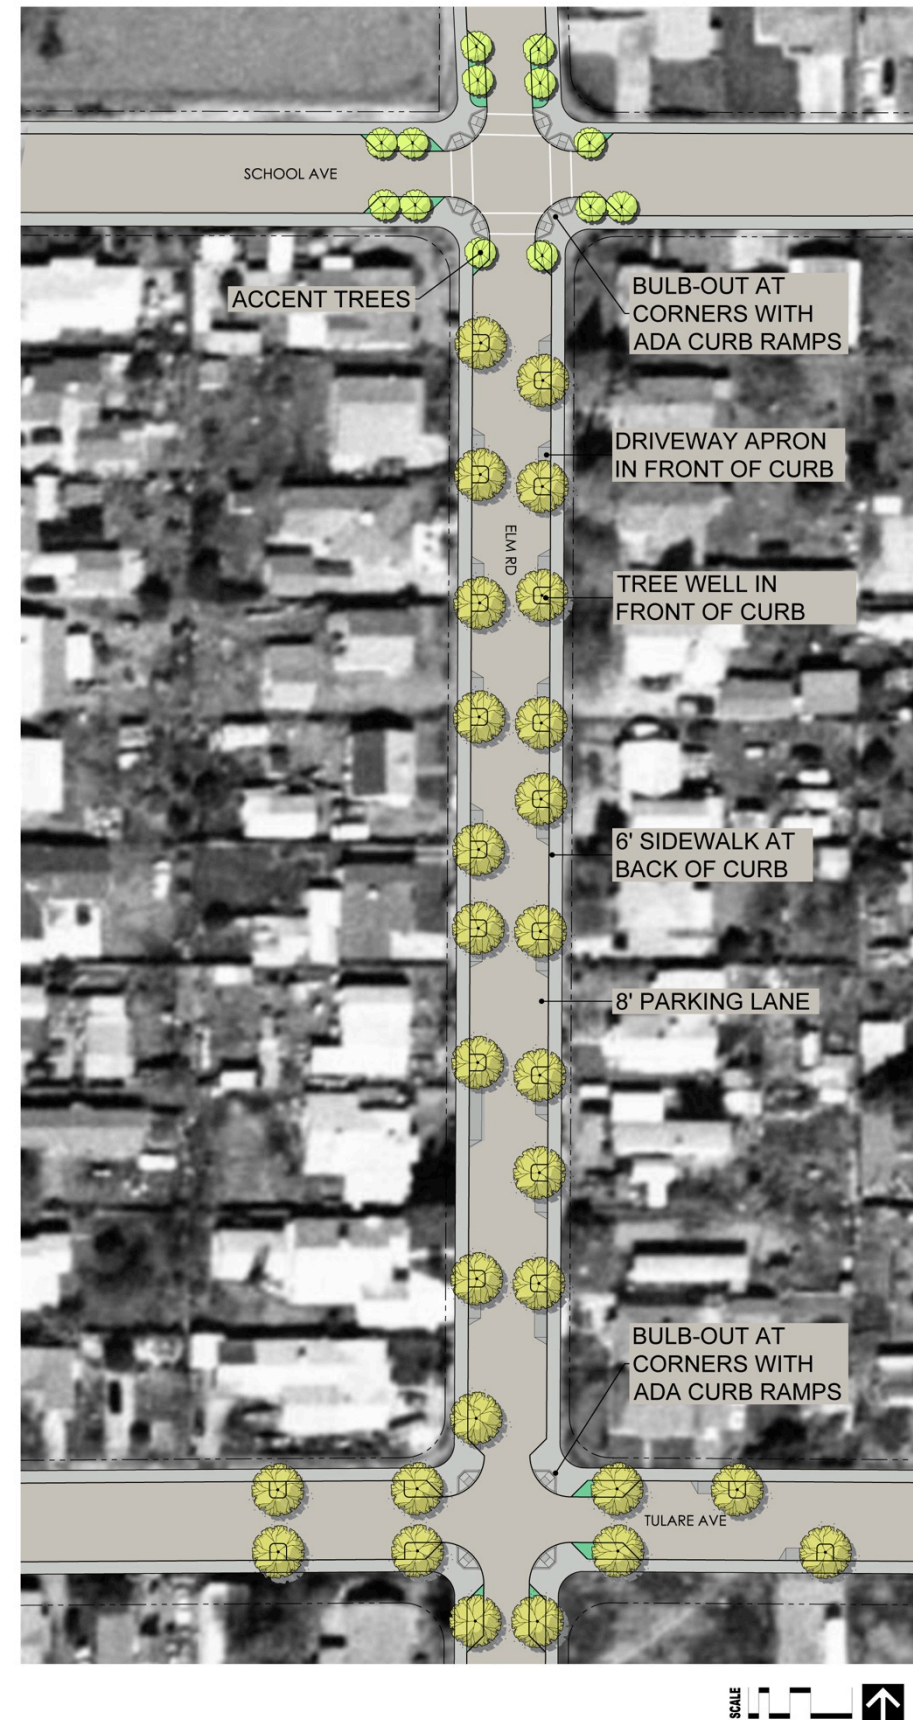 SCHOOL AVE
ACCENT TREES
BULB-OUT AT
CORNERS WITH
ADA CURB RAMPS
DRIVEWAY APRON
IN FRONT OF CURB
ELM RD
TREE WELL IN
FRONT OF CURB
6' SIDEWALK AT
BACK OF CURB
8' PARKING LANE
BULB-OUT AT
CORNERS WITH
ADA CURB RAMPS
TULARE AVE
SCALE